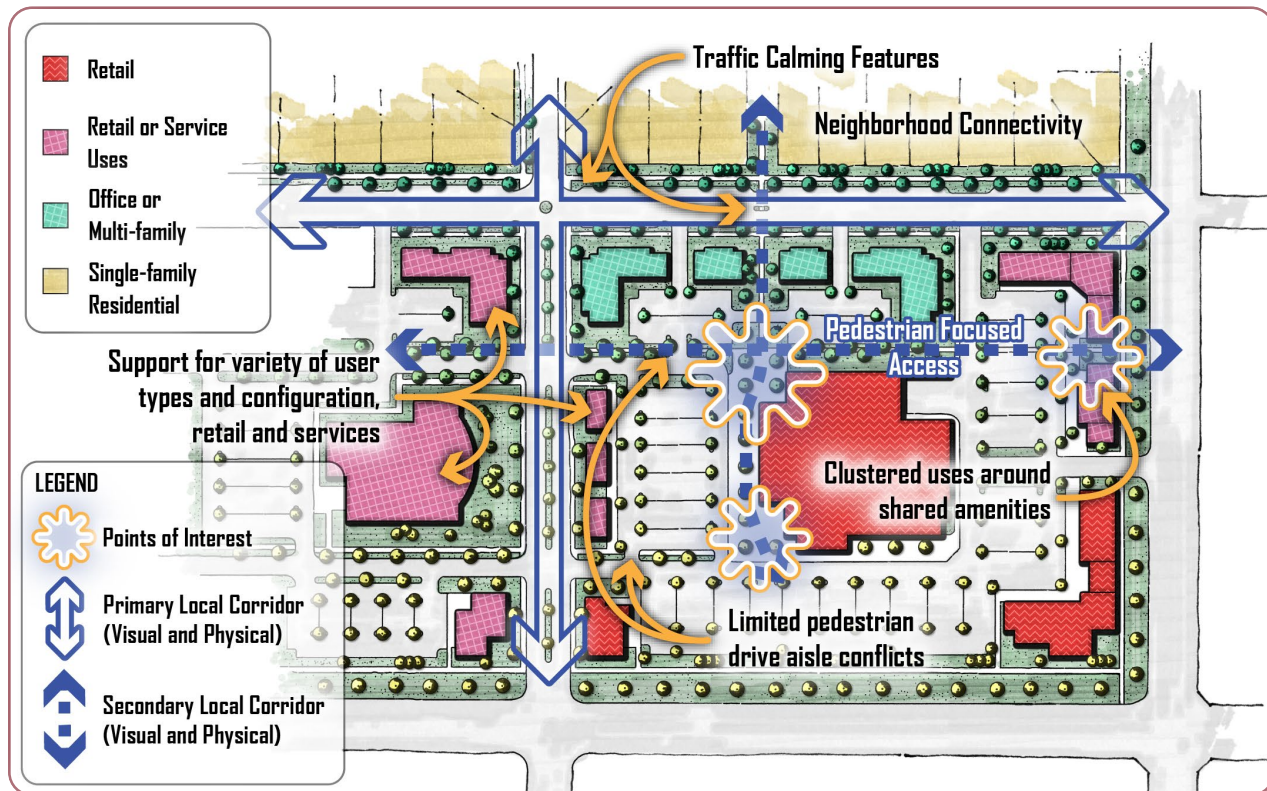 Retail
Retail or Service
Uses
Office or
Multi-family
Single-family
Residential
Traffic Calming Features
Neighborhood Connectivity
Pedestrian Focused
Access
Support for variety of user
types and configuration,
retail and services
Clustered uses around
shared amenities
Limited pedestrian
drive aisle conflicts
LEGEND
Points of Interest
Primary Local Corridor
(Visual and Physical)
Secondary Local Corridor
(Visual and Physical)